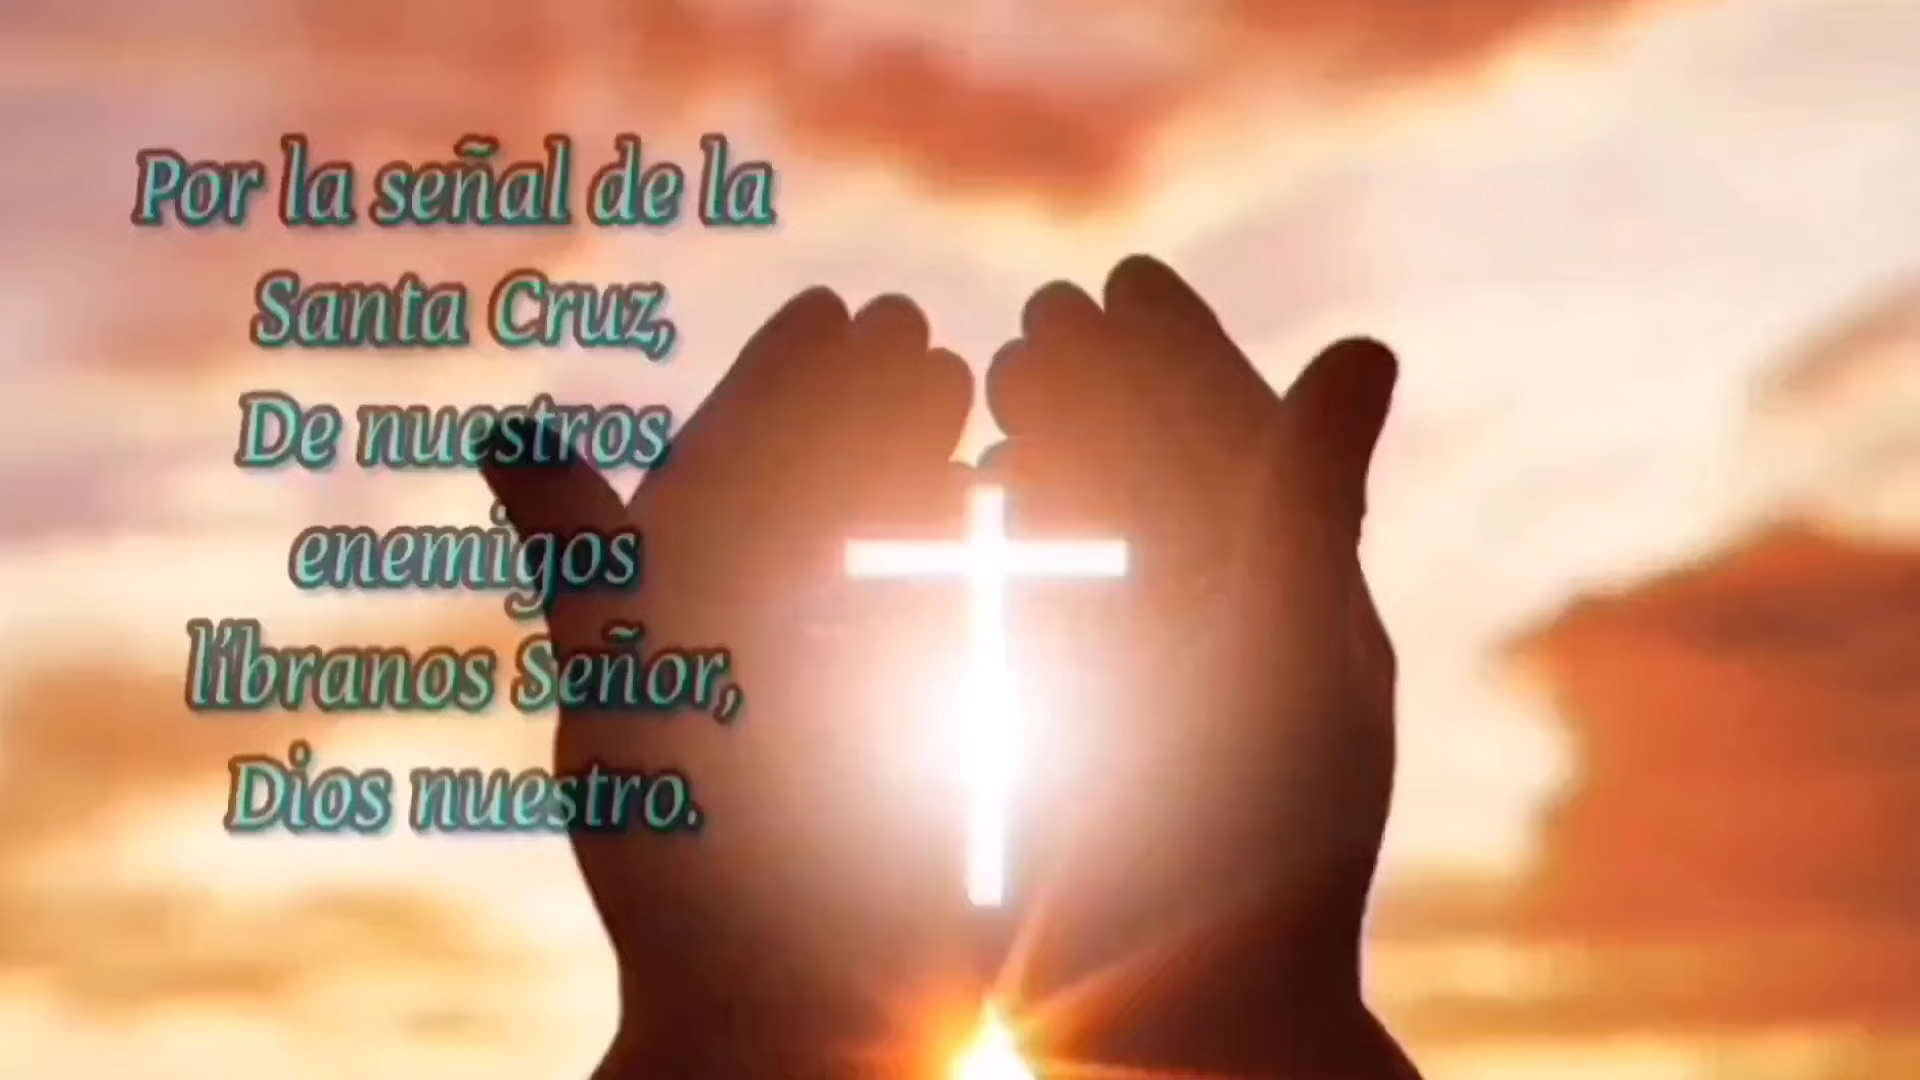 Por la señal de la
Santa Cruz,
De nuestros
enemigos
líbranos Señor,
Dios nuestro.